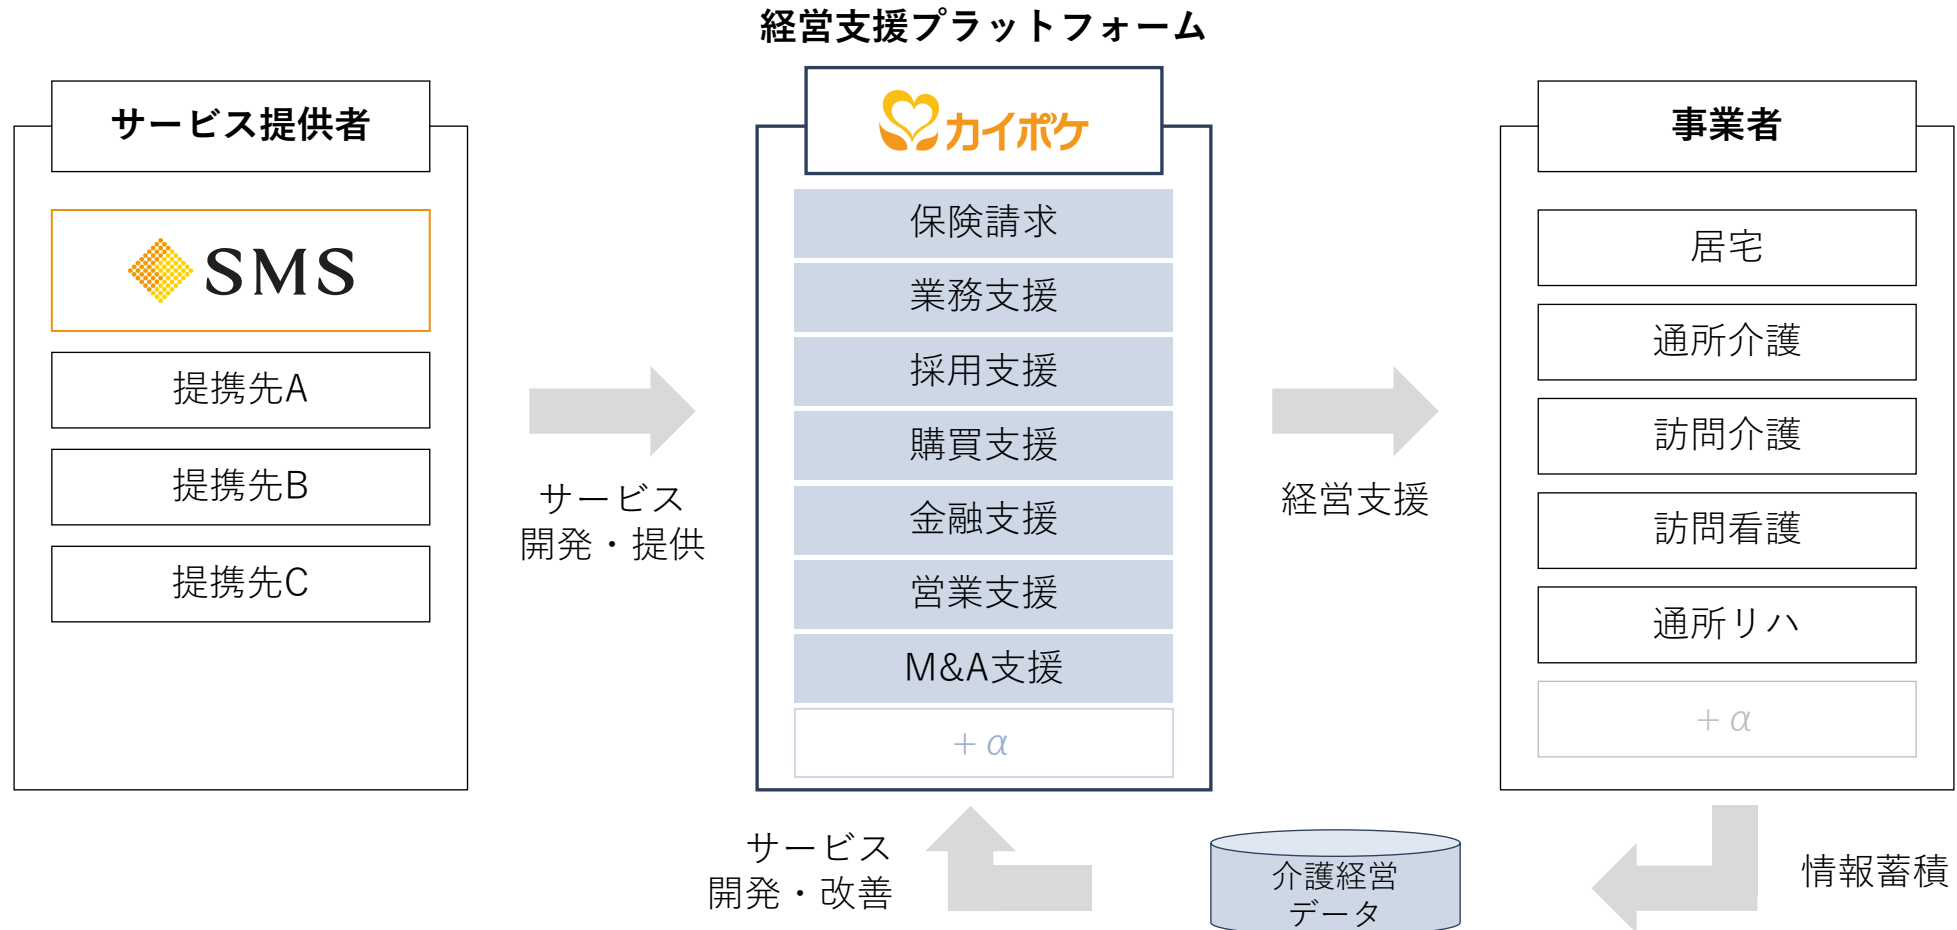 経営支援プラットフォーム
サービス提供者
SMS
提携先A
提携先B
提携先C
サービス
開発・提供
カイポケ
保険請求
業務支援
採用支援
購買支援
金融支援
営業支援
M&A支援
+α
経営支援
事業者
居宅
通所介護
訪問介護
訪問看護
通所リハ
+α
情報蓄積
介護経営
データ
サービス
開発・改善